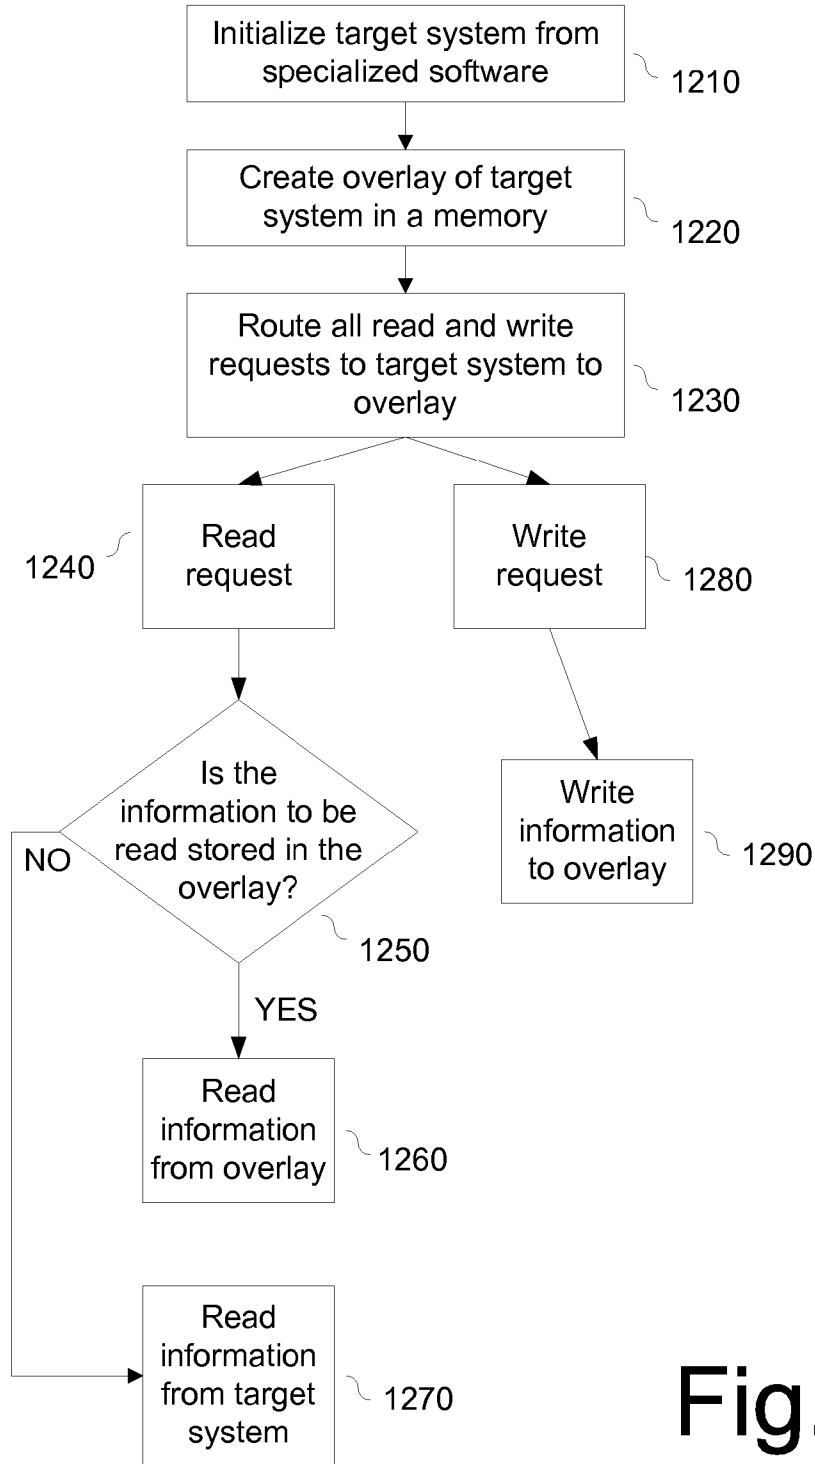 Initialize target system from
specialized software
1210
Create overlay of target
system in a memory
1220
Route all read and write
requests to target system to
overlay
1230
Read
request
1240
Write
request
1280
Is the
information to be
read stored in the
overlay?
1250
NO
YES
Write
information
to overlay
1290
Read
information
from overlay
1260
Read
information
from target
system
1270
Fig.